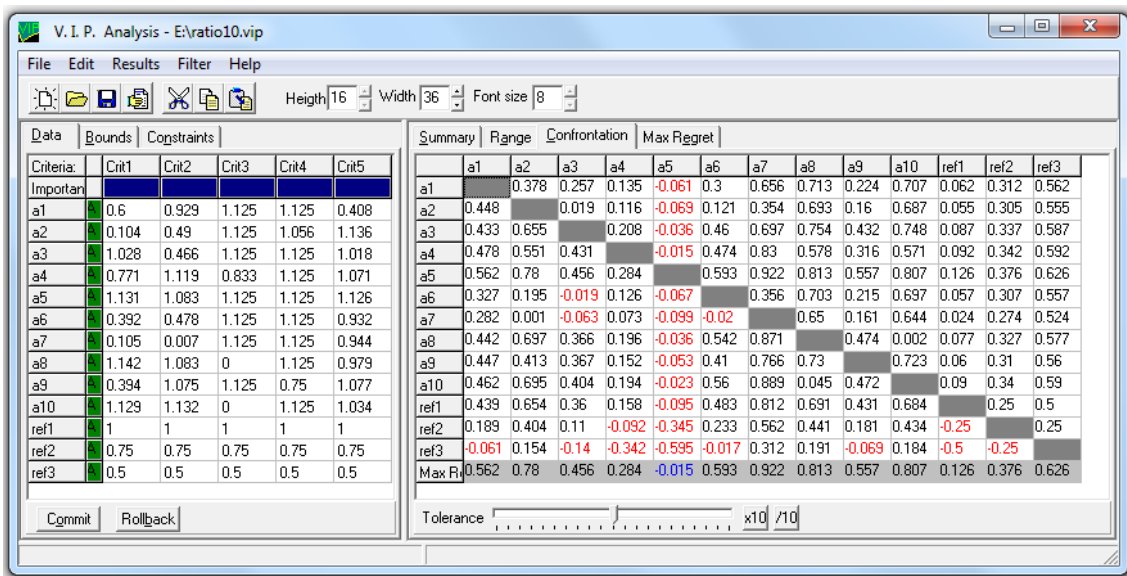 VIP V. I. P. Analysis - E:\ratio10.vip
File Edit Results Filter Help
Heigth 16 Width 36 Font size 8
Data Bounds Constraints
Criteria: Crit1 Crit2 Crit3 Crit4 Crit5
Importan
a1 A 0.6 0.929 1.125 1.125 0.408
a2 A 0.104 0.49 1.125 1.056 1.136
a3 A 1.028 0.466 1.125 1.125 1.018
a4 A 0.771 1.119 0.833 1.125 1.071
a5 A 1.131 1.083 1.125 1.125 1.126
a6 A 0.392 0.478 1.125 1.125 0.932
a7 A 0.105 0.007 1.125 1.125 0.944
a8 A 1.142 1.083 0 1.125 0.979
a9 A 0.394 1.075 1.125 0.75 1.077
a10 A 1.129 1.132 0 1.125 1.034
ref1 A 1 1 1 1 1
ref2 A 0.75 0.75 0.75 0.75 0.75
ref3 A 0.5 0.5 0.5 0.5 0.5
Commit Rollback
Summary Range Confrontation Max Regret
a1 a2 a3 a4 a5 a6 a7 a8 a9 a10 ref1 ref2 ref3
a1 0.378 0.257 0.135 -0.061 0.3 0.656 0.713 0.224 0.707 0.062 0.312 0.562
a2 0.448 0.019 0.116 -0.069 0.121 0.354 0.693 0.16 0.687 0.055 0.305 0.555
a3 0.433 0.655 0.208 -0.036 0.46 0.697 0.754 0.432 0.748 0.087 0.337 0.587
a4 0.478 0.551 0.431 -0.015 0.474 0.83 0.578 0.316 0.571 0.092 0.342 0.592
a5 0.562 0.78 0.456 0.284 0.593 0.922 0.813 0.557 0.807 0.126 0.376 0.626
a6 0.327 0.195 -0.019 0.126 -0.067 0.356 0.703 0.215 0.697 0.057 0.307 0.557
a7 0.282 0.001 -0.063 0.073 -0.099 -0.02 0.65 0.161 0.644 0.024 0.274 0.524
a8 0.442 0.697 0.366 0.196 -0.036 0.542 0.871 0.474 0.002 0.077 0.327 0.577
a9 0.447 0.413 0.367 0.152 -0.053 0.41 0.766 0.73 0.723 0.06 0.31 0.56
a10 0.462 0.695 0.404 0.194 -0.023 0.56 0.889 0.045 0.472 0.09 0.34 0.59
ref1 0.439 0.654 0.36 0.158 -0.095 0.483 0.812 0.691 0.431 0.684 0.25 0.5
ref2 0.189 0.404 0.11 -0.092 -0.345 0.233 0.562 0.441 0.181 0.434 -0.25 0.25
ref3 -0.061 0.154 -0.14 -0.342 -0.595 -0.017 0.312 0.191 -0.069 0.184 -0.5 -0.25
Max R 0.562 0.78 0.456 0.284 -0.015 0.593 0.922 0.813 0.557 0.807 0.126 0.376 0.626
Tolerance x10 /10